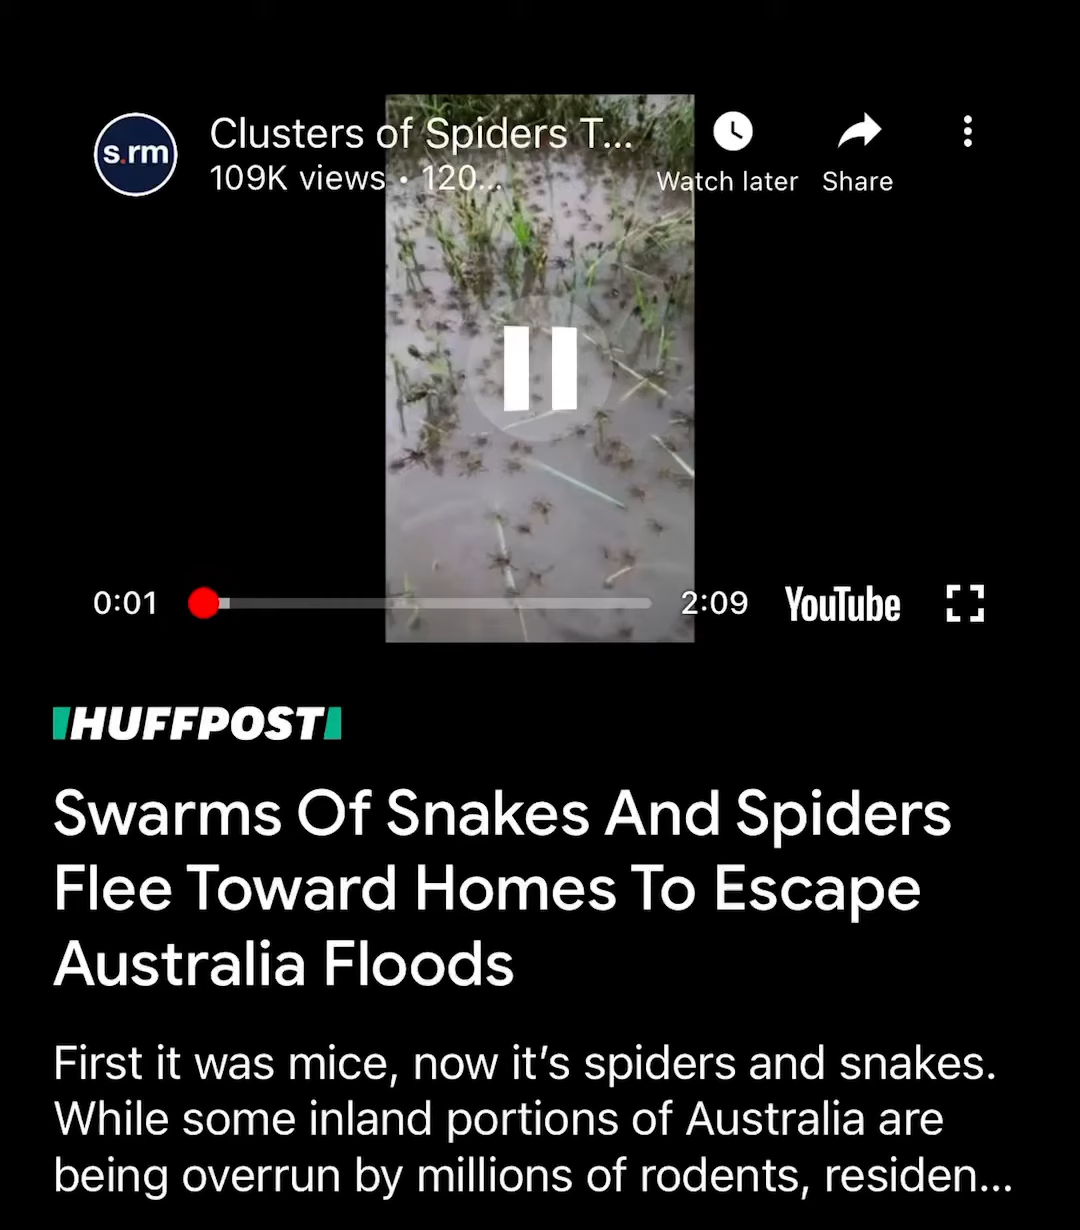 s.rm
Clusters of Spiders T...
109K views • 120...
Watch later
Share
0:01
2:09
YouTube
HUFFPOST
Swarms Of Snakes And Spiders
Flee Toward Homes To Escape
Australia Floods
First it was mice, now it’s spiders and snakes.
While some inland portions of Australia are
being overrun by millions of rodents, residen...